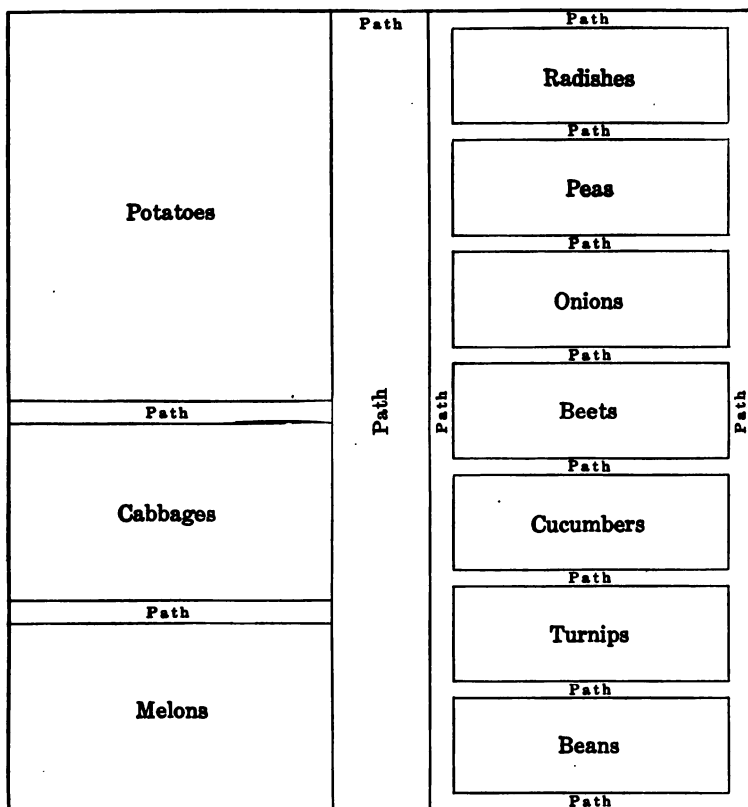 Path
Path
Radishes
Path
Peas
Potatoes
Path
Onions
Path
Path
Path
Path
Beets
Path
Path
Cabbages
Cucumbers
Path
Path
Turnips
Path
Melons
Beans
Path